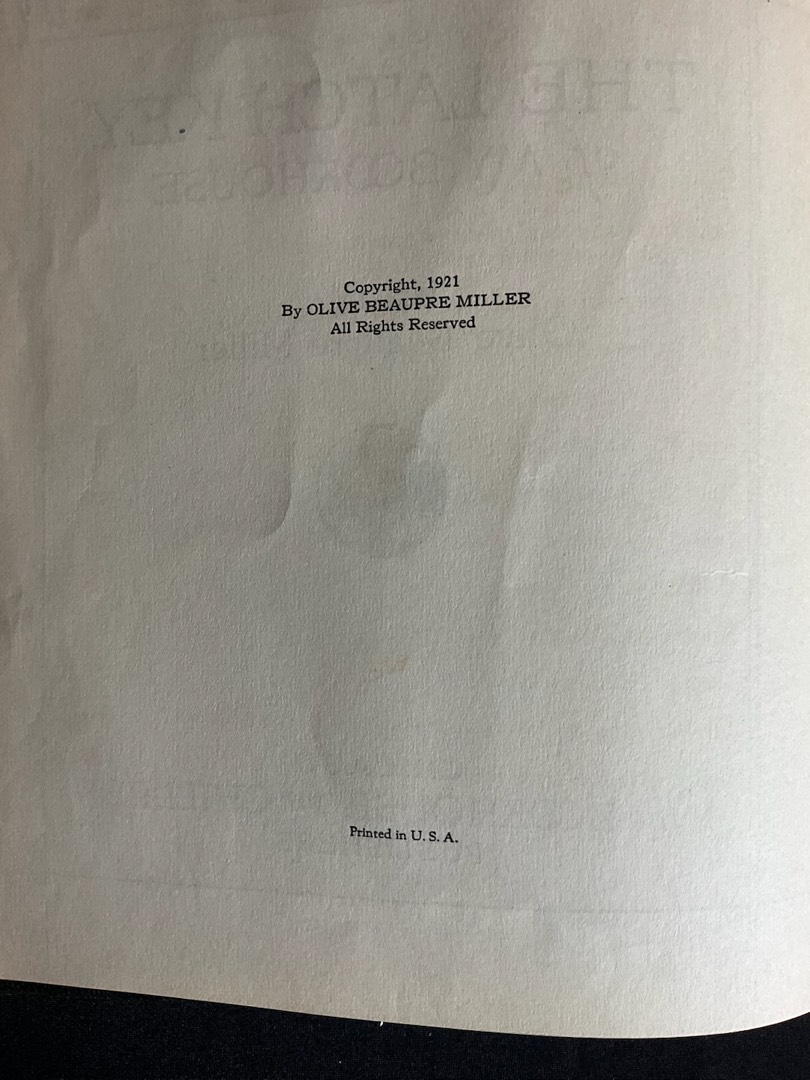 Copyright, 1921
By OLIVE BEAUPRE MILLER
All Rights Reserved
Printed in U. S. A.